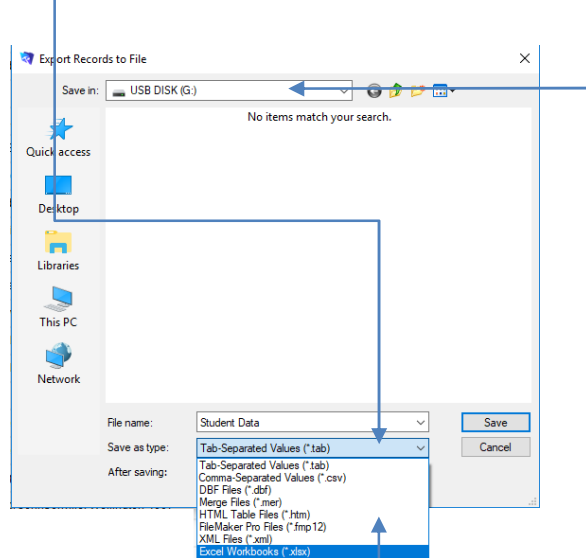 Export Records to File
Save in: USB DISK (G:)
No items match your search.
Quick access
Desktop
Libraries
This PC
Network
File name: Student Data Save
Save as type: Tab-Separated Values (*.tab) Cancel
After saving:
Tab-Separated Values (*.tab)
Comma-Separated Values (*.csv)
DBF Files (*.dbf)
Merge Files (*.mer)
HTML Table Files (*.htm)
FileMaker Pro Files (*.fmp12)
XML Files (*.xml)
Excel Workbooks (*.xlsx)